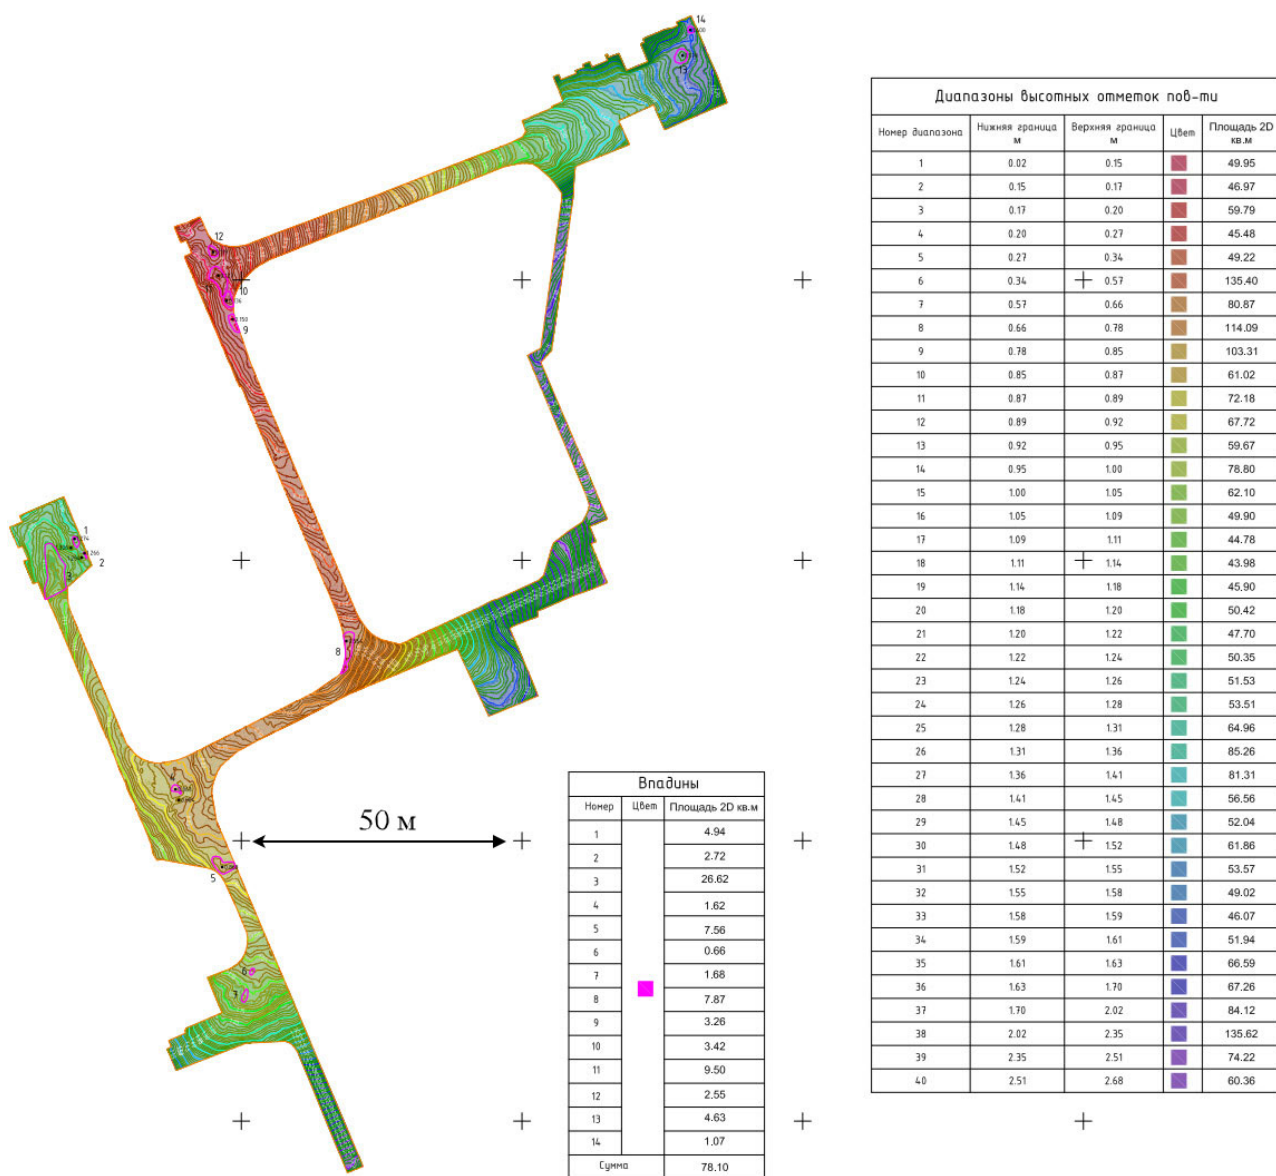 Диапазоны высотных отметок пов-ти
Номер диапазона Нижняя граница м Верхняя граница м Цвет Площадь 2D кв.м
1 0.02 0.15 49.95
2 0.15 0.17 46.97
3 0.17 0.20 59.79
4 0.20 0.27 45.48
5 0.27 0.34 49.22
6 0.34 0.57 135.40
7 0.57 0.66 80.87
8 0.66 0.78 114.09
9 0.78 0.85 103.31
10 0.85 0.87 61.02
11 0.87 0.89 72.18
12 0.89 0.92 67.72
13 0.92 0.95 59.67
14 0.95 1.00 78.80
15 1.00 1.05 62.10
16 1.05 1.09 49.90
17 1.09 1.11 44.78
18 1.11 1.14 43.98
19 1.14 1.18 45.90
20 1.18 1.20 50.42
21 1.20 1.22 47.70
22 1.22 1.24 50.35
23 1.24 1.26 51.53
24 1.26 1.28 53.51
25 1.28 1.31 64.96
26 1.31 1.36 85.26
27 1.36 1.41 81.31
28 1.41 1.45 56.56
29 1.45 1.48 52.04
30 1.48 1.52 61.86
31 1.52 1.55 53.57
32 1.55 1.58 49.02
33 1.58 1.59 46.07
34 1.59 1.61 51.94
35 1.61 1.63 66.59
36 1.63 1.70 67.26
37 1.70 2.02 84.12
38 2.02 2.35 135.62
39 2.35 2.51 74.22
40 2.51 2.68 60.36
14
13
12
10
9
1
2
3
8
4
50 м
5
6
Впадины
Номер Цвет Площадь 2D кв.м
1 4.94
2 2.72
3 26.62
4 1.62
5 7.56
6 0.66
7 1.68
8 7.87
9 3.26
10 3.42
11 9.50
12 2.55
13 4.63
14 1.07
Сумма 78.10